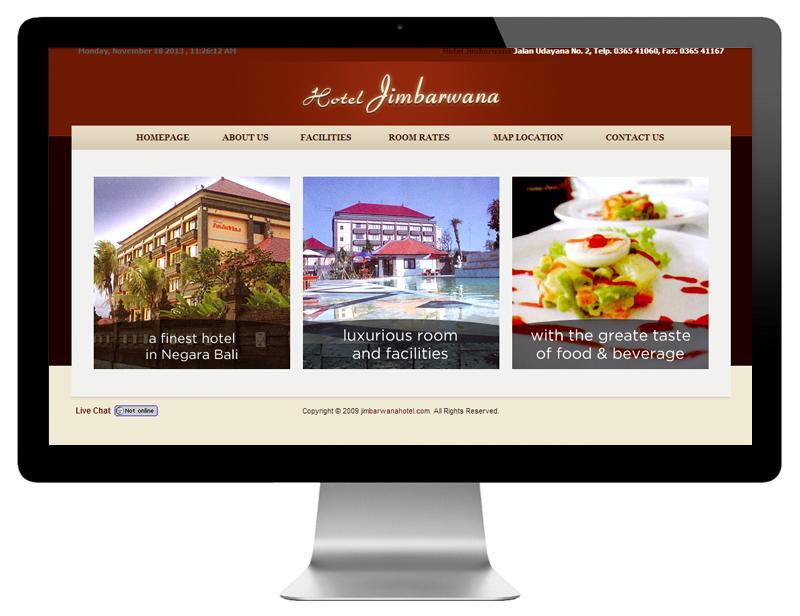 Monday, November 18 2013 , 11:26:12 AM
Hotel Jimbarwana Jalan Udayana No. 2, Telp. 0365 41060, Fax. 0365 41167
Hotel Jimbarwana
HOMEPAGE ABOUT US FACILITIES ROOM RATES MAP LOCATION CONTACT US
a finest hotel
in Negara Bali
luxurious room
and facilities
with the greate taste
of food & beverage
Live Chat Not online
Copyright © 2009 jimbarwanahotel.com. All Rights Reserved.